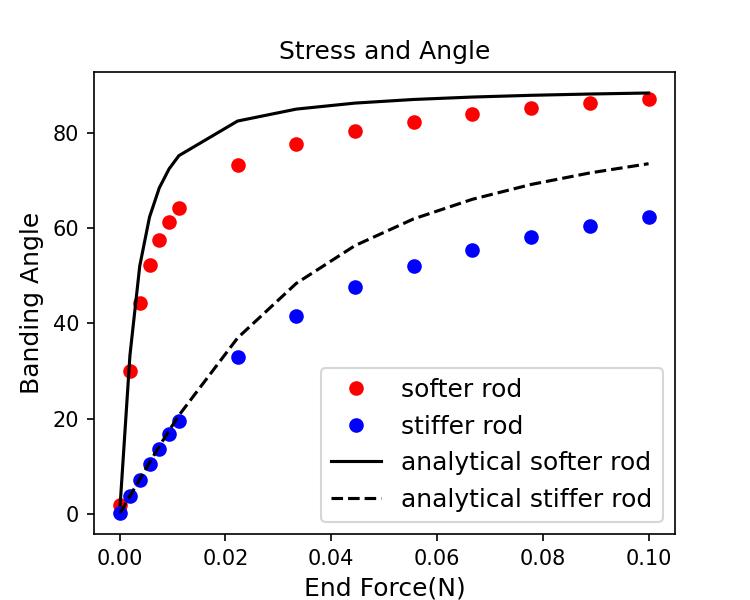 Stress and Angle
Banding Angle
80
60
40
20
0
softer rod
stiffer rod
analytical softer rod
analytical stiffer rod
0.00 0.02 0.04 0.06 0.08 0.10
End Force(N)